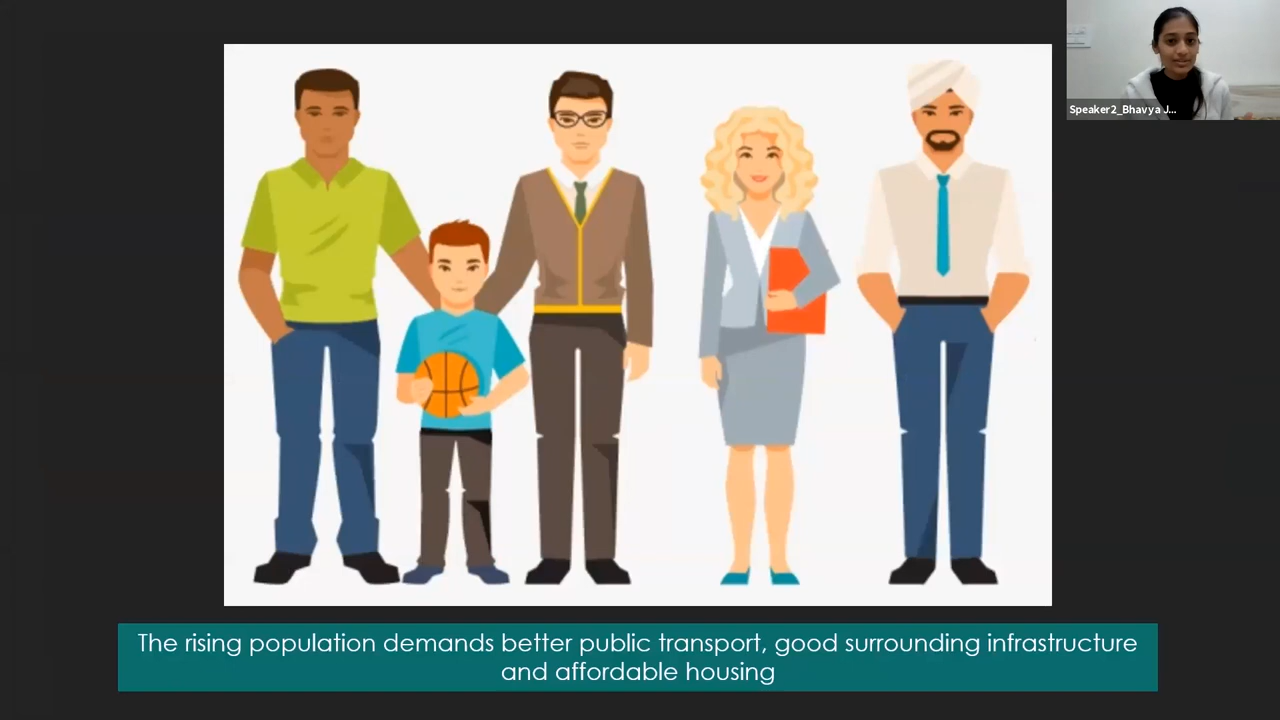 Speaker2_Bhavya J...
The rising population demands better public transport, good surrounding infrastructure
and affordable housing